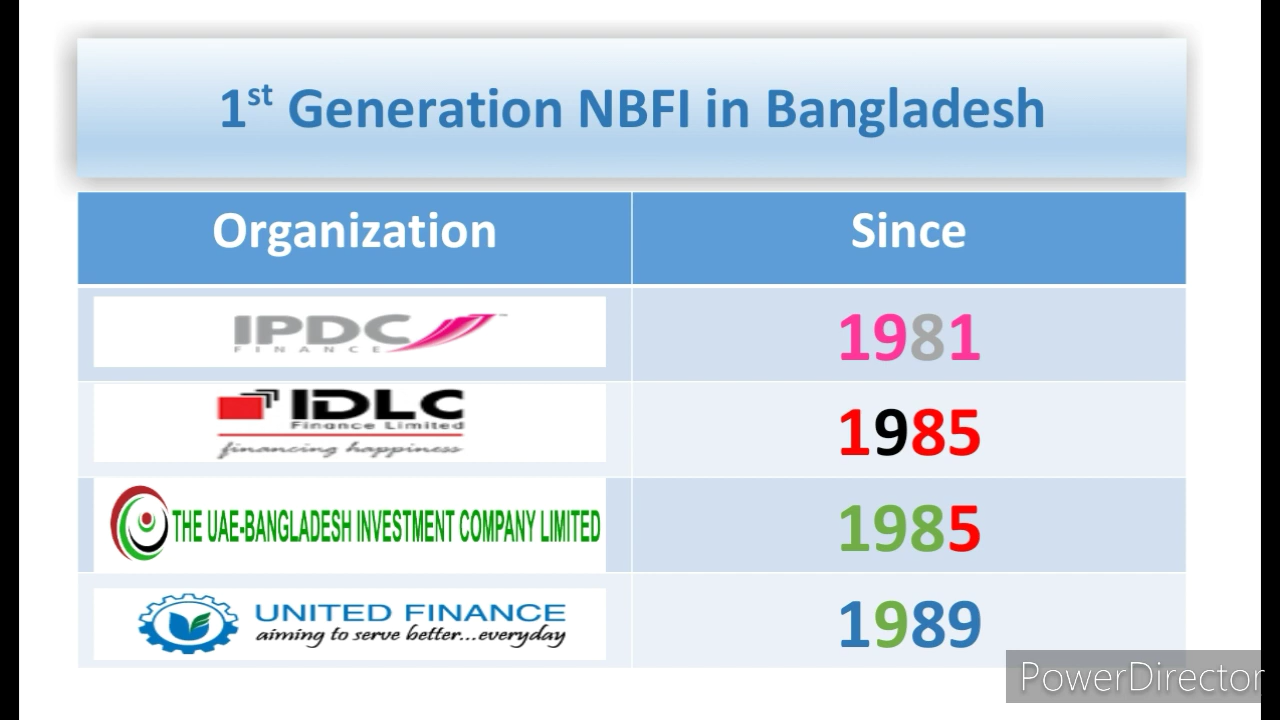 1st Generation NBFI in Bangladesh
Organization Since
IPDC
FINANCE
1981
IDLC
Finance Limited
financing happiness
1985
THE UAE-BANGLADESH INVESTMENT COMPANY LIMITED
1985
UNITED FINANCE
aiming to serve better...everyday
1989
PowerDirector